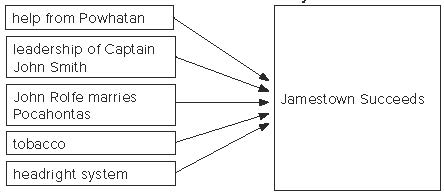 help from Powhatan
leadership of Captain
John Smith
John Rolfe marries
Pocahontas
tobacco
headright system
Jamestown Succeeds